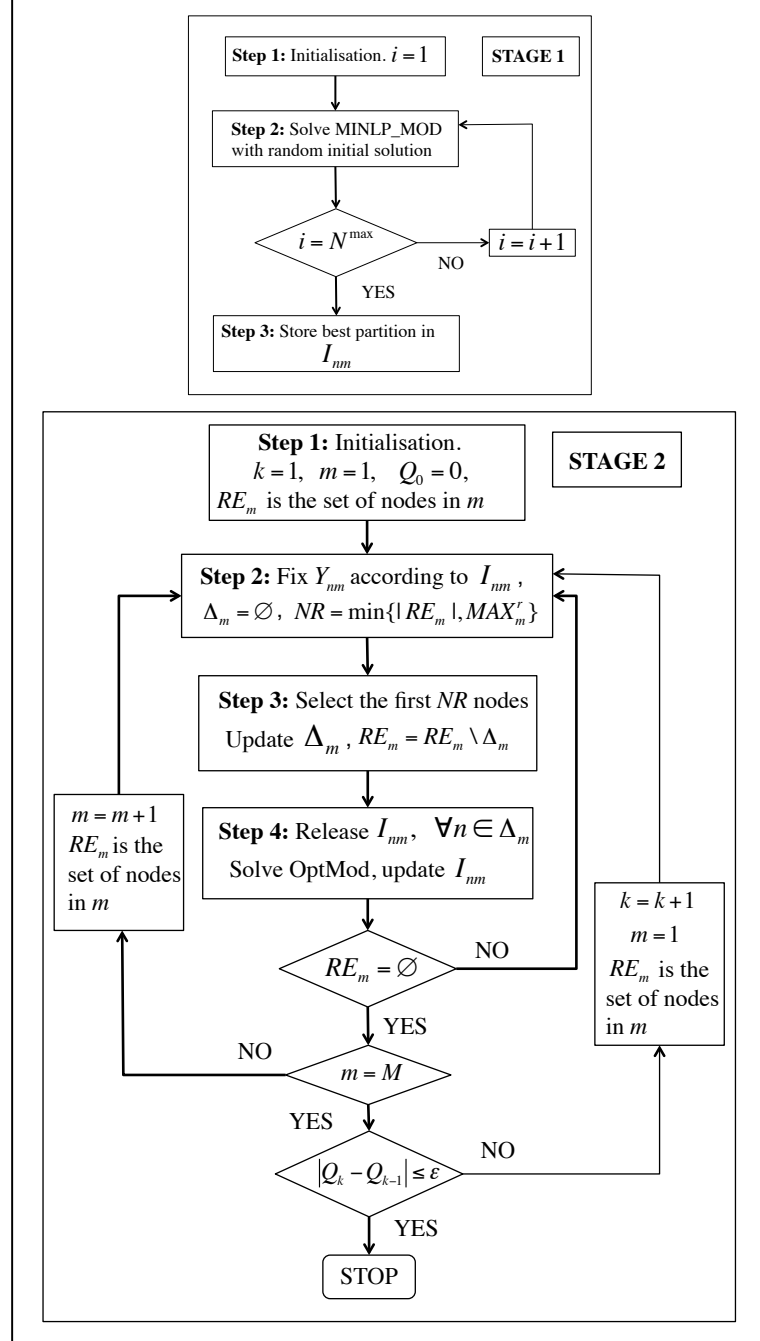 Step 1: Initialisation. i = 1
STAGE 1
Step 2: Solve MINLP_MOD
with random initial solution
i = N^max
i = i + 1
NO
YES
Step 3: Store best partition in
I_nm
Step 1: Initialisation.
k = 1, m = 1, Q_0 = 0,
RE_m is the set of nodes in m
STAGE 2
Step 2: Fix Y_nm according to I_nm ,
Δ_m = ∅ , NR = min{| RE_m |, MAX_m^r}
Step 3: Select the first NR nodes
Update Δ_m , RE_m = RE_m \ Δ_m
m = m + 1
RE_m is the
set of nodes
in m
Step 4: Release I_nm, ∀n ∈ Δ_m
Solve OptMod, update I_nm
k = k + 1
m = 1
RE_m is the
set of nodes
in m
RE_m = ∅
NO
YES
NO
m = M
YES
|Q_k − Q_k−1| ≤ ε
NO
YES
STOP